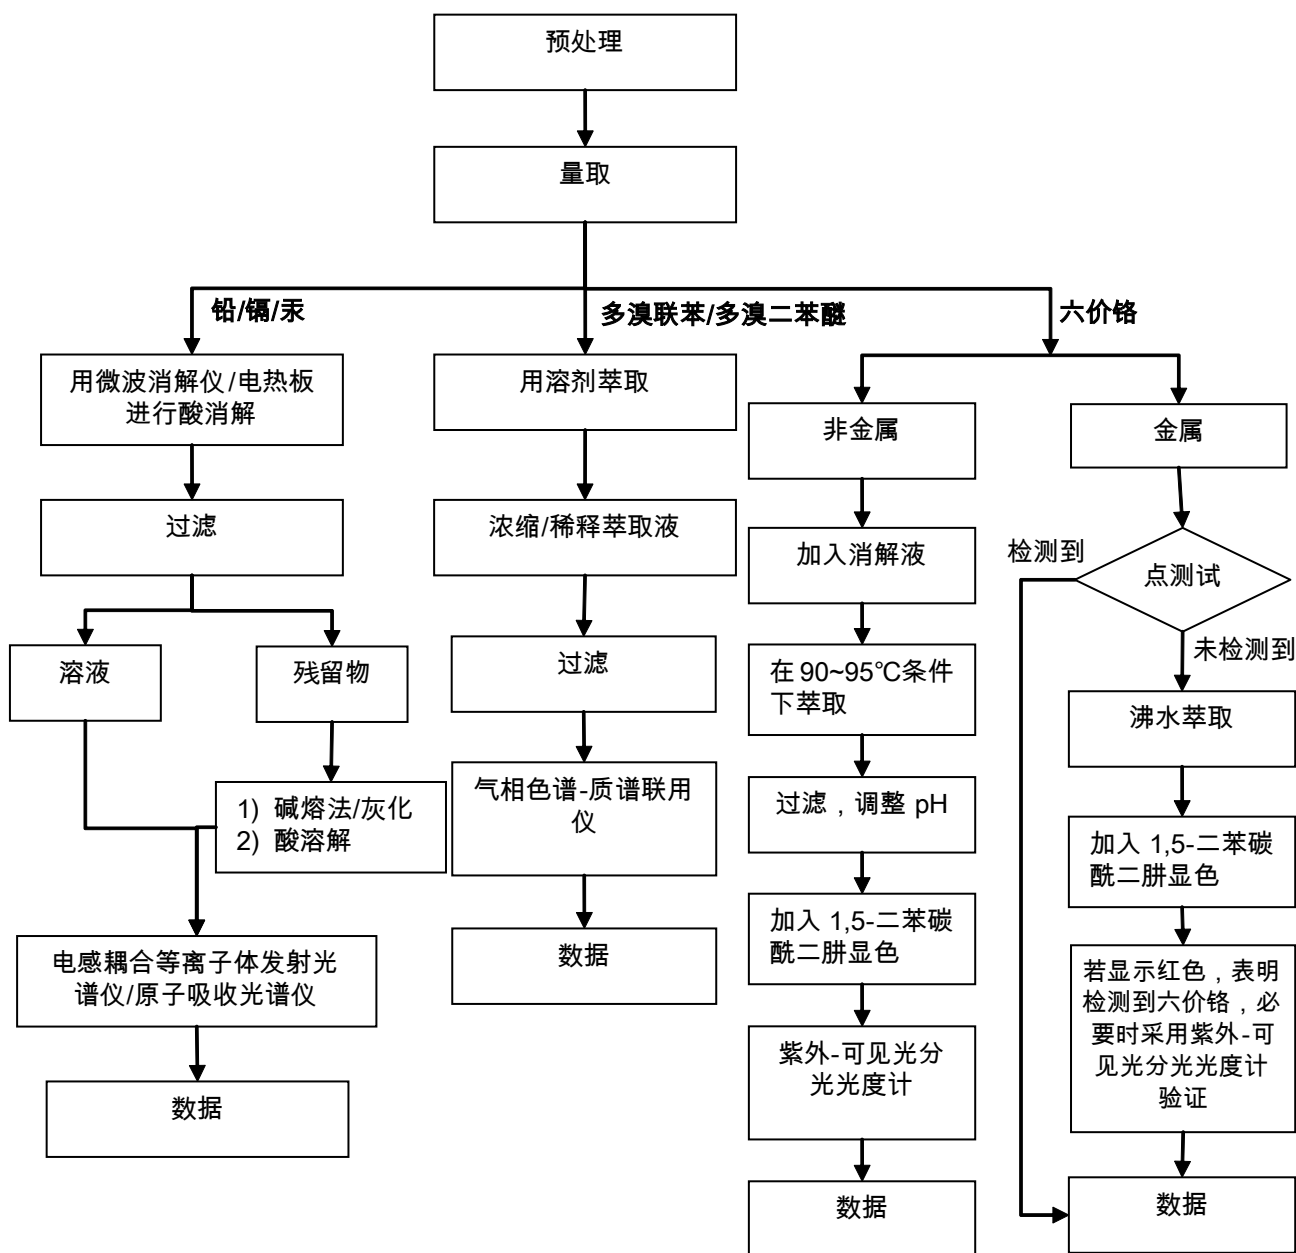 预处理
量取
铅/镉/汞
多溴联苯/多溴二苯醚
六价铬
用微波消解仪/电热板
进行酸消解
过滤
溶液
残留物
1) 碱熔法/灰化
2) 酸溶解
电感耦合等离子体发射光
谱仪/原子吸收光谱仪
数据
用溶剂萃取
浓缩/稀释萃取液
过滤
气相色谱-质谱联用
仪
数据
非金属
加入消解液
在 90~95℃条件
下萃取
过滤，调整 pH
加入 1,5-二苯碳
酰二肼显色
紫外-可见光分
光光度计
数据
金属
点测试
检测到
未检测到
沸水萃取
加入 1,5-二苯碳
酰二肼显色
若显示红色，表明
检测到六价铬，必
要时采用紫外-可
见光分光光度计
验证
数据